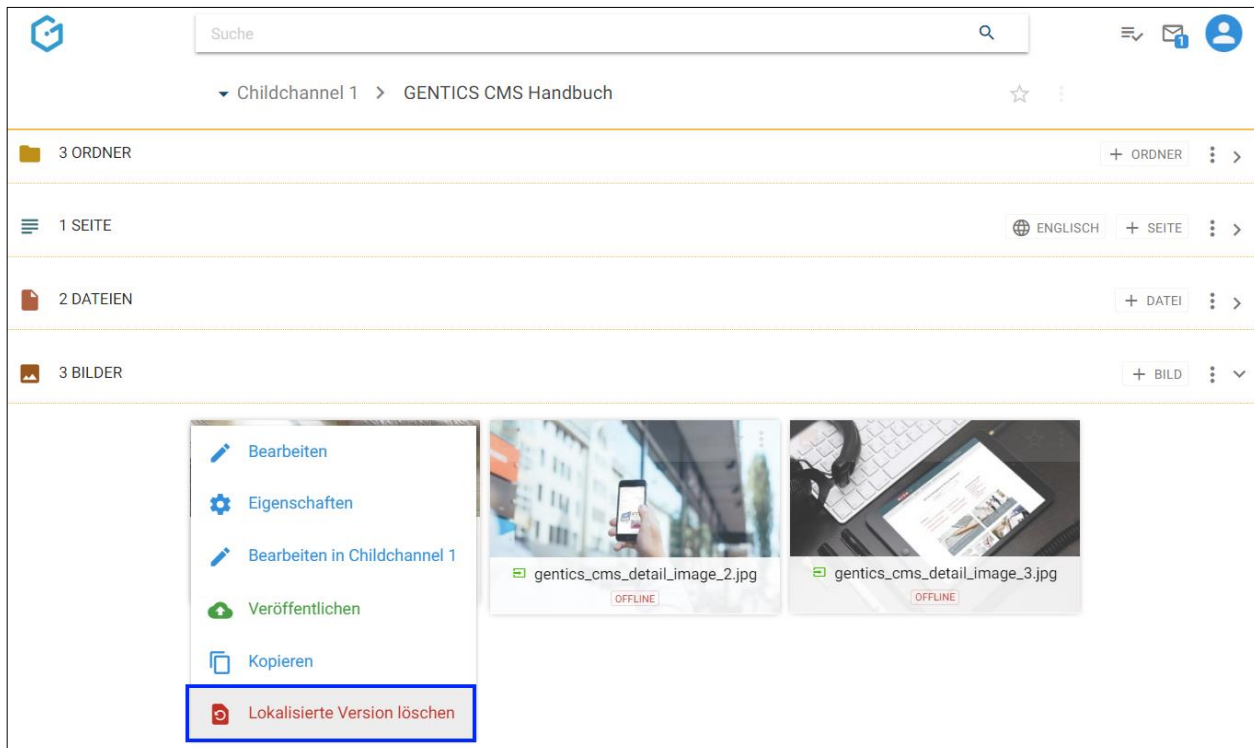 Suche
1
Childchannel 1 > GENTICS CMS Handbuch
3 ORDNER
+ ORDNER
1 SEITE
ENGLISCH
+ SEITE
2 DATEIEN
+ DATEI
3 BILDER
+ BILD
Bearbeiten
Eigenschaften
Bearbeiten in Childchannel 1
Veröffentlichen
Kopieren
Lokalisierte Version löschen
gentics_cms_detail_image_2.jpg
OFFLINE
gentics_cms_detail_image_3.jpg
OFFLINE